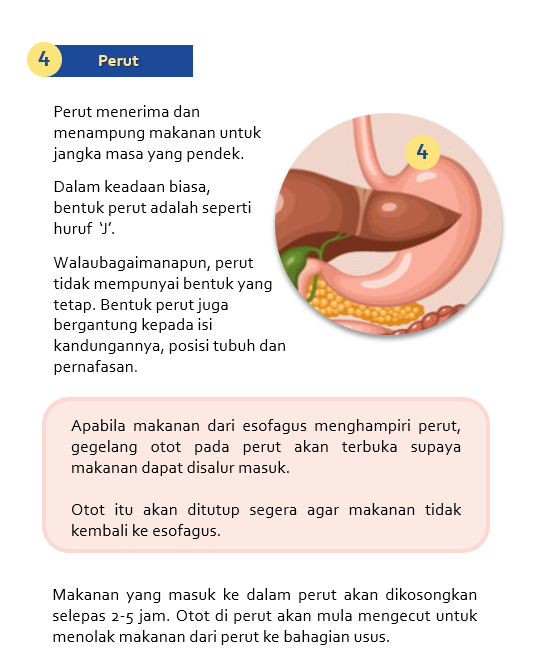 4
Perut
Perut menerima dan
menampung makanan untuk
jangka masa yang pendek.
Dalam keadaan biasa,
bentuk perut adalah seperti
huruf ‘J’.
Walaubagaimanapun, perut
tidak mempunyai bentuk yang
tetap. Bentuk perut juga
bergantung kepada isi
kandungannya, posisi tubuh dan
pernafasan.
4
Apabila makanan dari esofagus menghampiri perut,
gegelang otot pada perut akan terbuka supaya
makanan dapat disalur masuk.
Otot itu akan ditutup segera agar makanan tidak
kembali ke esofagus.
Makanan yang masuk ke dalam perut akan dikosongkan
selepas 2-5 jam. Otot di perut akan mula mengecut untuk
menolak makanan dari perut ke bahagian usus.